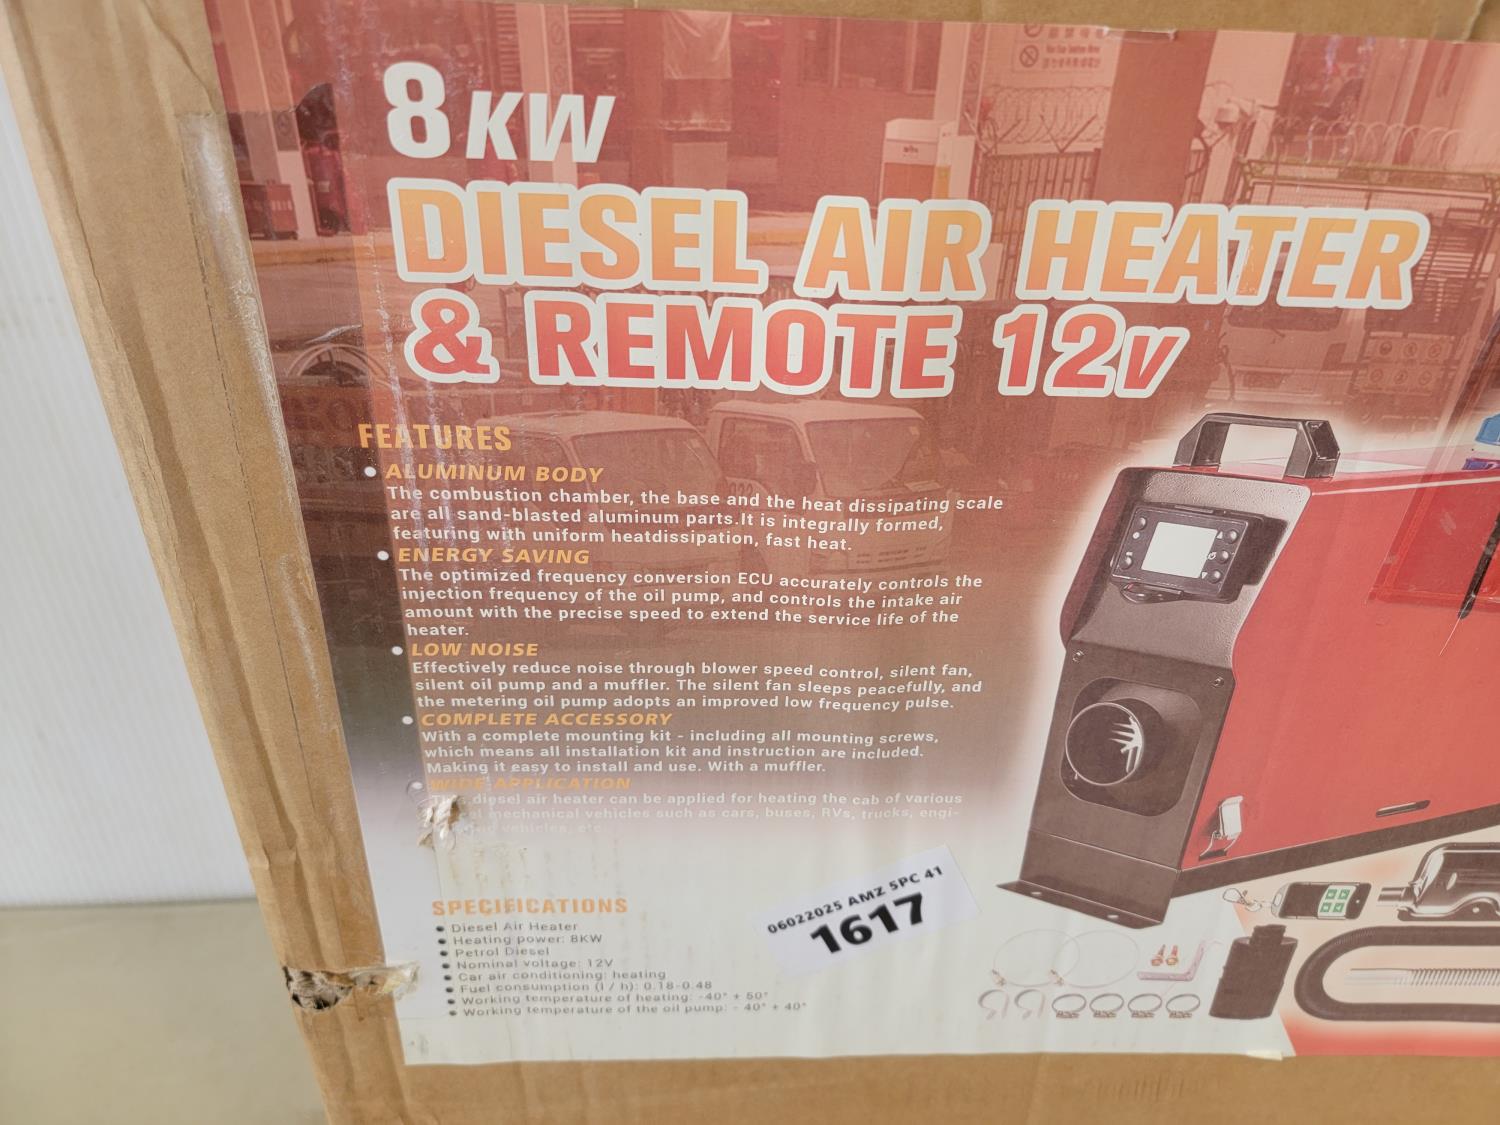 8KW
DIESEL AIR HEATER
& REMOTE 12V
FEATURES
ALUMINUM BODY
The combustion chamber, the base and the heat dissipating scale
are all sand-blasted aluminum parts.It is integrally formed,
featuring with uniform heatdissipation, fast heat.
ENERGY SAVING
The optimized frequency conversion ECU accurately controls the
injection frequency of the oil pump, and controls the intake air
amount with the precise speed to extend the service life of the
heater.
LOW NOISE
Effectively reduce noise through blower speed control, silent fan,
silent oil pump and a muffler. The silent fan sleeps peacefully, and
the metering oil pump adopts an improved low frequency pulse.
COMPLETE ACCESSORY
With a complete mounting kit - including all mounting screws,
which means all installation kit and instruction are included.
Making it easy to install and use. With a muffler.
WIDE APPLICATION
diesel air heater can be applied for heating the cab of various
mechanical vehicles such as cars, buses, RVs, trucks, engi-
vehicles, etc.
SPECIFICATIONS
Diesel Air Heater
Heating power: 8KW
Petrol Diesel
Nominal voltage: 12V
Car air conditioning: heating
Fuel consumption (l / h): 0.18-0.48
Working temperature of heating: -40° + 50°
Working temperature of the oil pump: - 40° + 40°
06022025 AMZ 5PC 41
1617